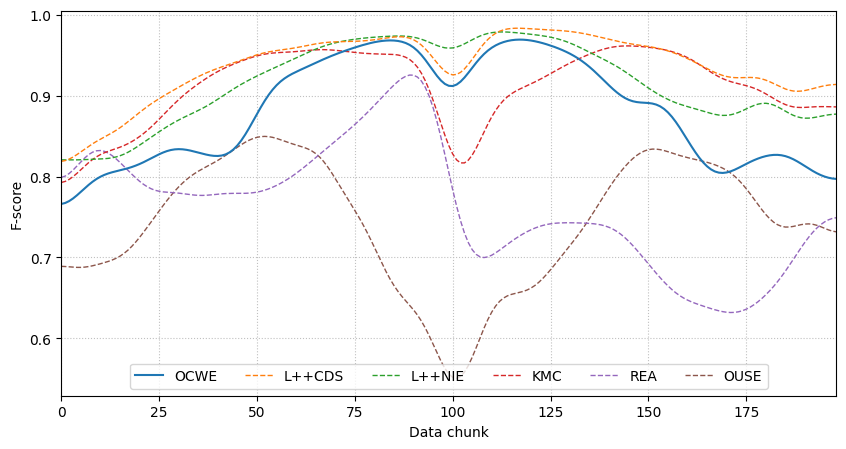 1.0
0.9
0.8
0.7
0.6
F-score
OCWE L++CDS L++NIE KMC REA OUSE
0 25 50 75 100 125 150 175
Data chunk